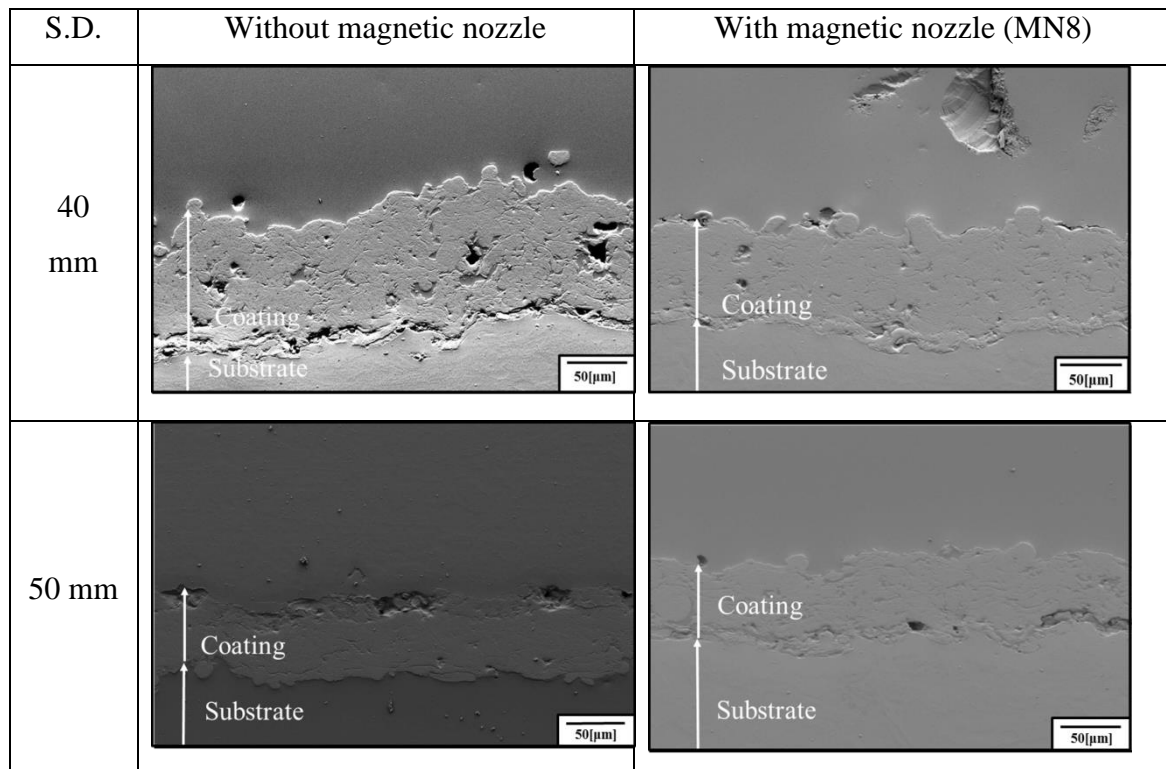 S.D.
Without magnetic nozzle
With magnetic nozzle (MN8)
40
mm
Coating
Substrate
50[μm]
Coating
Substrate
50[μm]
50 mm
Coating
Substrate
50[μm]
Coating
Substrate
50[μm]